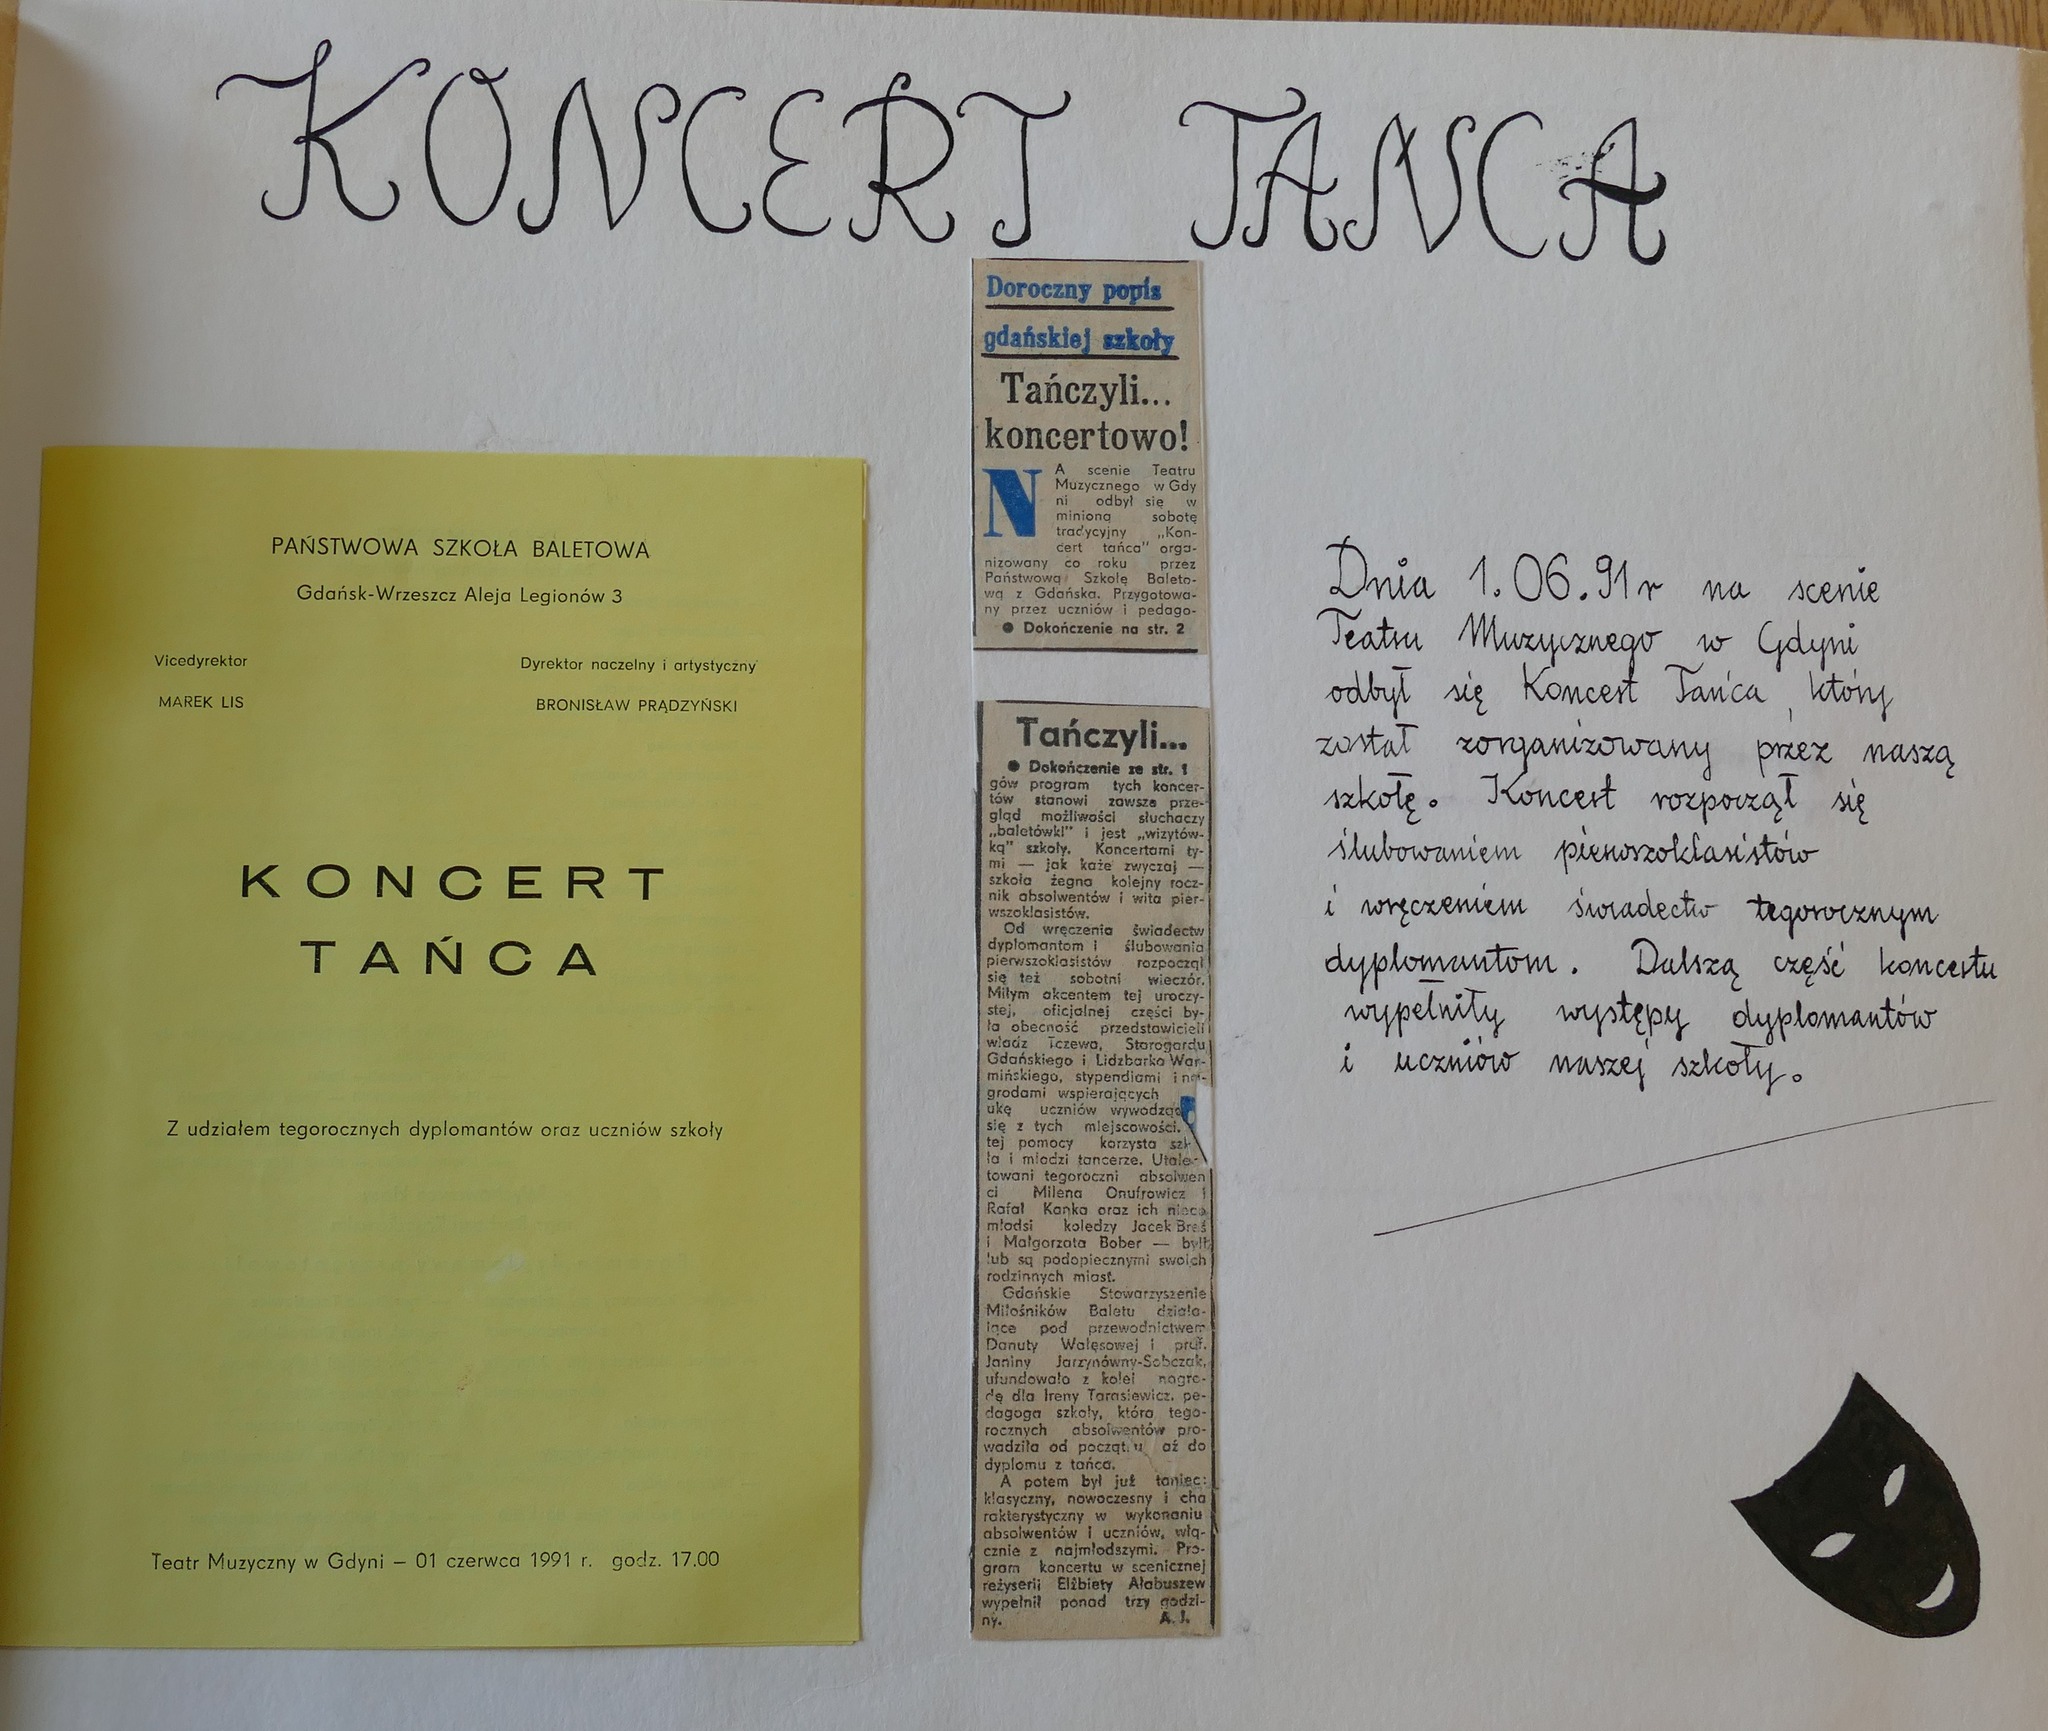 KONCERT TANCA
PAŃSTWOWA SZKOŁA BALETOWA
Gdańsk-Wrzeszcz Aleja Legionów 3
Vicedyrektor
MAREK LIS
Dyrektor naczelny i artystyczny
BRONISŁAW PRĄDZYŃSKI
KONCERT
TAŃCA
Z udziałem tegorocznych dyplomantów oraz uczniów szkoły
Teatr Muzyczny w Gdyni – 01 czerwca 1991 r. godz. 17.00
Doroczny popis
gdańskiej szkoły
Tańczyli...
koncertowo!
NA scenie Teatru
Muzycznego w Gdy
ni odbył się w
minioną sobotę
tradycyjny „Kon-
cert tańca" orga-
nizowany co roku przez
Państwową Szkołę Baleto-
wą z Gdańska. Przygotowa-
ny przez uczniów i pedago-
● Dokończenie na str. 2
Tańczyli...
● Dokończenie ze str. 1
gów program tych koncer-
tów stanowi zawsze prze-
gląd możliwości słuchaczy
„baletówki" i jest „wizytów-
ką" szkoły. Koncertami ty-
mi — jak każe zwyczaj —
szkoła żegna kolejny rocz-
nik absolwentów i wita pier-
wszoklasistów.
Od wręczenia świadectw
dyplomantom i ślubowania
pierwszoklasistów rozpoczął
się też sobotni wieczór.
Miłym akcentem tej uroczy-
stej, oficjalnej części by-
ła obecność przedstawicieli
władz Tczewa, Starogardu
Gdańskiego i Lidzbarka War-
mińskiego, stypendiami i na-
grodami wspierających
ukę uczniów wywodząc
się z tych miejscowości.
tej pomocy korzysta szk
ła i młodzi tancerze. Utale-
towani tegoroczni absolwen
ci Milena Onufrowicz i
Rafał Kanka oraz ich nieco
młodsi koledzy Jacek Breś
i Małgorzata Bober — byli
lub są podopiecznymi swoich
rodzinnych miast.
Gdańskie Stowarzyszenie
Miłośników Baletu działa-
jące pod przewodnictwem
Danuty Wałęsowej i prof.
Janiny Jarzynówny-Sobczak,
ufundowało z kolei nagro-
dę dla Ireny Tarasiewicz, pe-
dagoga szkoły, która tego-
rocznych absolwentów pro-
wadziła od począt u aż do
dyplomu z tańca.
A potem był już taniec:
klasyczny, nowoczesny i cha
rakterystyczny w wykonaniu
absolwentów i uczniów, włą-
cznie z najmłodszymi. Pro-
gram koncertu w scenicznej
reżyserii Elżbiety Ałabuszew
wypełnił ponad trzy godzi-
ny. A. J.
Dnia 1.06.91r na scenie
Teatru Muzycznego w Gdyni
odbył się Koncert Tańca, który
został zorganizowany przez naszą
szkołę. Koncert rozpoczął się
ślubowaniem pierwszoklasistów
i wręczeniem świadectw tegorocznym
dyplomantom. Dalszą część koncertu
wypełniły występy dyplomantów
i uczniów naszej szkoły.